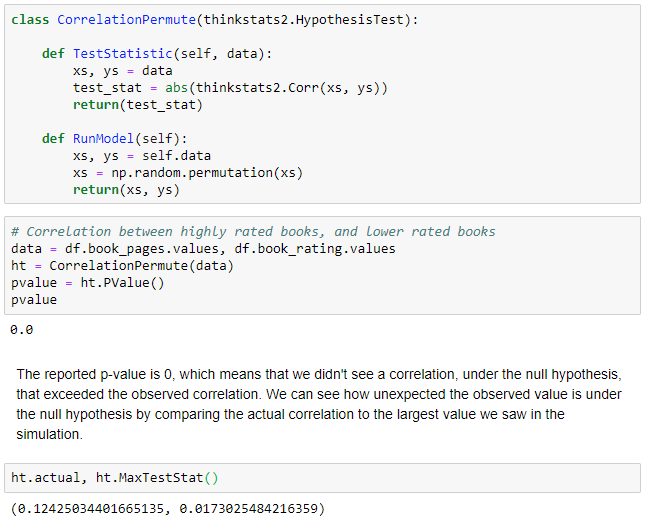 class CorrelationPermute(thinkstats2.HypothesisTest):
def TestStatistic(self, data):
xs, ys = data
test_stat = abs(thinkstats2.Corr(xs, ys))
return(test_stat)
def RunModel(self):
xs, ys = self.data
xs = np.random.permutation(xs)
return(xs, ys)
# Correlation between highly rated books, and lower rated books
data = df.book_pages.values, df.book_rating.values
ht = CorrelationPermute(data)
pvalue = ht.PValue()
pvalue
0.0
The reported p-value is 0, which means that we didn't see a correlation, under the null hypothesis,
that exceeded the observed correlation. We can see how unexpected the observed value is under
the null hypothesis by comparing the actual correlation to the largest value we saw in the
simulation.
ht.actual, ht.MaxTestStat()
(0.12425034401665135, 0.0173025484216359)